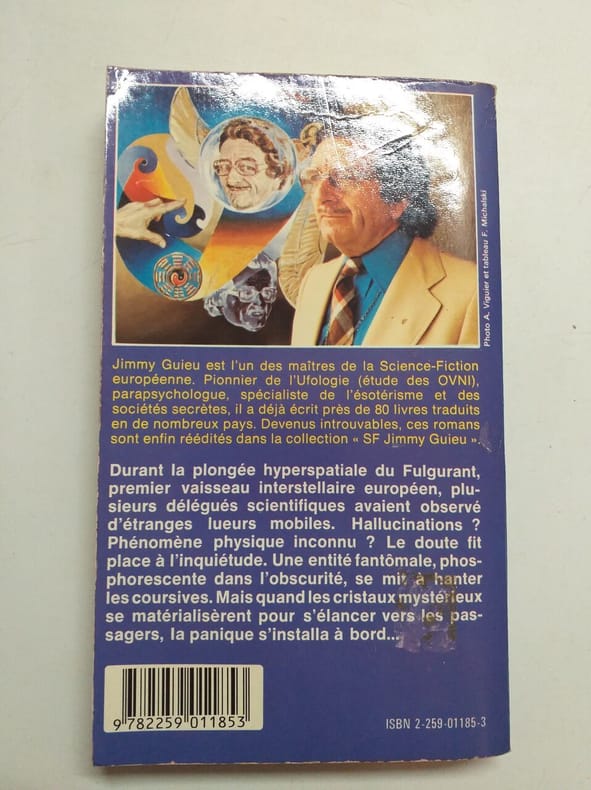 Photo A. Viguier et tableau F. Michalski
Jimmy Guieu est l'un des maîtres de la Science-Fiction
européenne. Pionnier de l'Ufologie (étude des OVNI),
parapsychologue, spécialiste de l'ésotérisme et des
sociétés secrètes, il a déjà écrit près de 80 livres traduits
en de nombreux pays. Devenus introuvables, ces romans
sont enfin réédités dans la collection « SF Jimmy Guieu ».
Durant la plongée hyperspatiale du Fulgurant,
premier vaisseau interstellaire européen, plu-
sieurs délégués scientifiques avaient observé
d'étranges lueurs mobiles. Hallucinations ?
Phénomène physique inconnu ? Le doute fit
place à l'inquiétude. Une entité fantômale, phos-
phorescente dans l'obscurité, se mit à hanter
les coursives. Mais quand les cristaux mystérieux
se matérialisèrent pour s'élancer vers les pas-
sagers, la panique s'installa à bord...
9 782259 011853
ISBN 2-259-01185-3